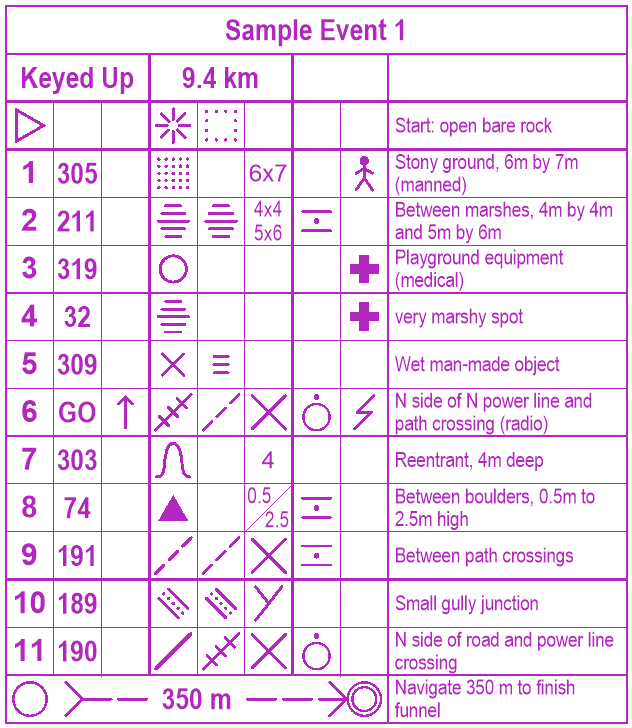 Sample Event 1
Keyed Up 9.4 km
Start: open bare rock
1 305 6x7 Stony ground, 6m by 7m
(manned)
2 211 4x4 Between marshes, 4m by 4m
5x6 and 5m by 6m
3 319 Playground equipment
(medical)
4 32 very marshy spot
5 309 Wet man-made object
6 GO N side of N power line and
path crossing (radio)
7 303 4 Reentrant, 4m deep
8 74 0.5 Between boulders, 0.5m to
2.5 2.5m high
9 191 Between path crossings
10 189 Small gully junction
11 190 N side of road and power line
crossing
350 m Navigate 350 m to finish
funnel